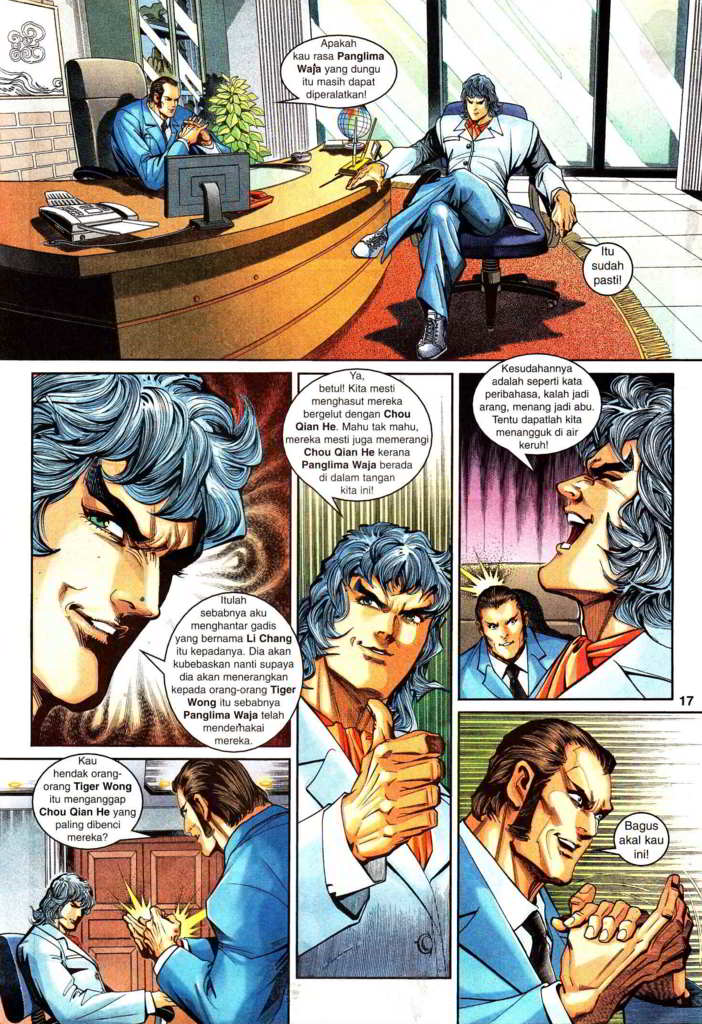 Apakah
kau rasa Panglima
Waja yang dungu
itu masih dapat
diperalatkan!
Itu
sudah
pasti!
Itulah
sebabnya aku
menghantar gadis
yang bernama Li Chang
itu kepadanya. Dia akan
kubebaskan nanti supaya
dia akan menerangkan
kepada orang-orang Tiger
Wong itu sebabnya
Panglima Waja telah
menderhakai
mereka.
Kau
hendak orang-
orang Tiger Wong
itu menganggap
Chou Qian He yang
paling dibenci
mereka?
Ya,
betul! Kita mesti
menghasut mereka
bergelut dengan Chou
Qian He. Mahu tak mahu,
mereka mesti juga memerangi
Chou Qian He kerana
Panglima Waja berada
di dalam tangan
kita ini!
Kesudahannya
adalah seperti kata
peribahasa, kalah jadi
arang, menang jadi abu.
Tentu dapatlah kita
menangguk di air
keruh!
17
Bagus
akal kau
ini!